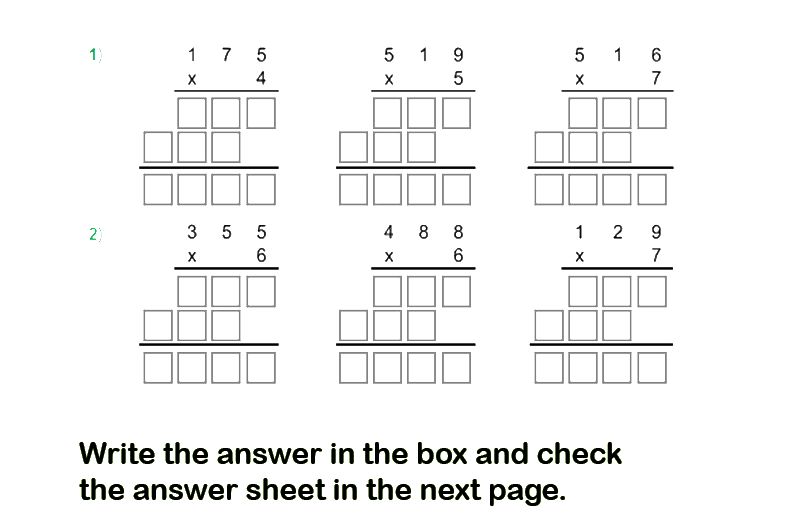 1) 1 7 5 5 1 9 5 1 6
x 4 x 5 x 7
2) 3 5 5 4 8 8 1 2 9
x 6 x 6 x 7
Write the answer in the box and check
the answer sheet in the next page.